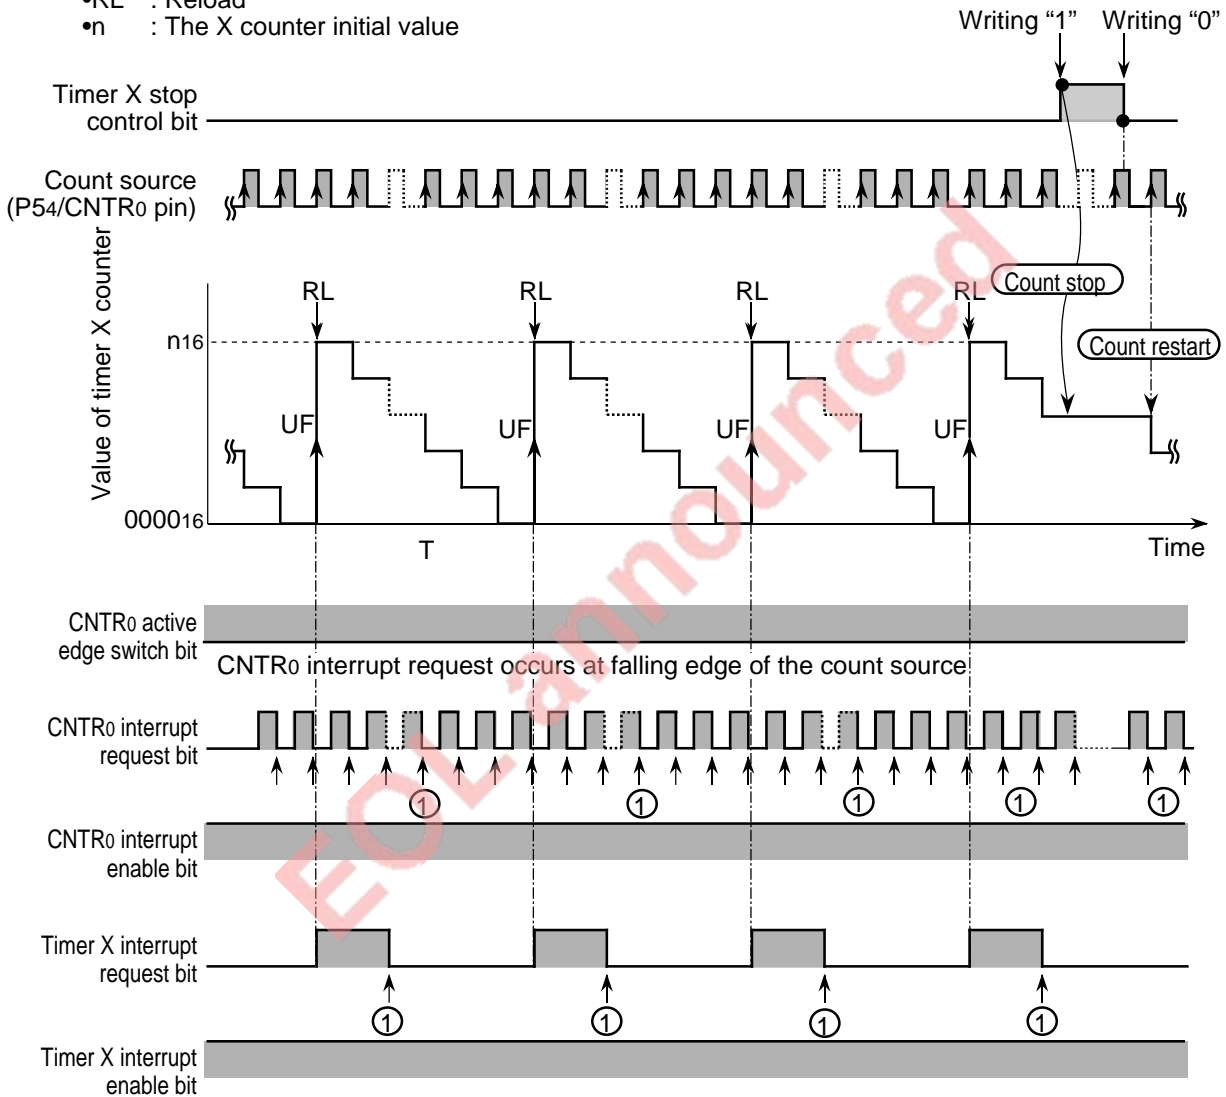 •RL : Reload
•n : The X counter initial value
Writing “1” Writing “0”
Timer X stop
control bit
Count source
(P54/CNTR0 pin)
Value of timer X counter
RL RL RL RL
Count stop
n16
Count restart
UF UF UF UF
000016
T
Time
CNTR0 active
edge switch bit
CNTR0 interrupt request occurs at falling edge of the count source
CNTR0 interrupt
request bit
① ① ① ① ①
CNTR0 interrupt
enable bit
Timer X interrupt
request bit
① ① ① ①
Timer X interrupt
enable bit
EOL announced